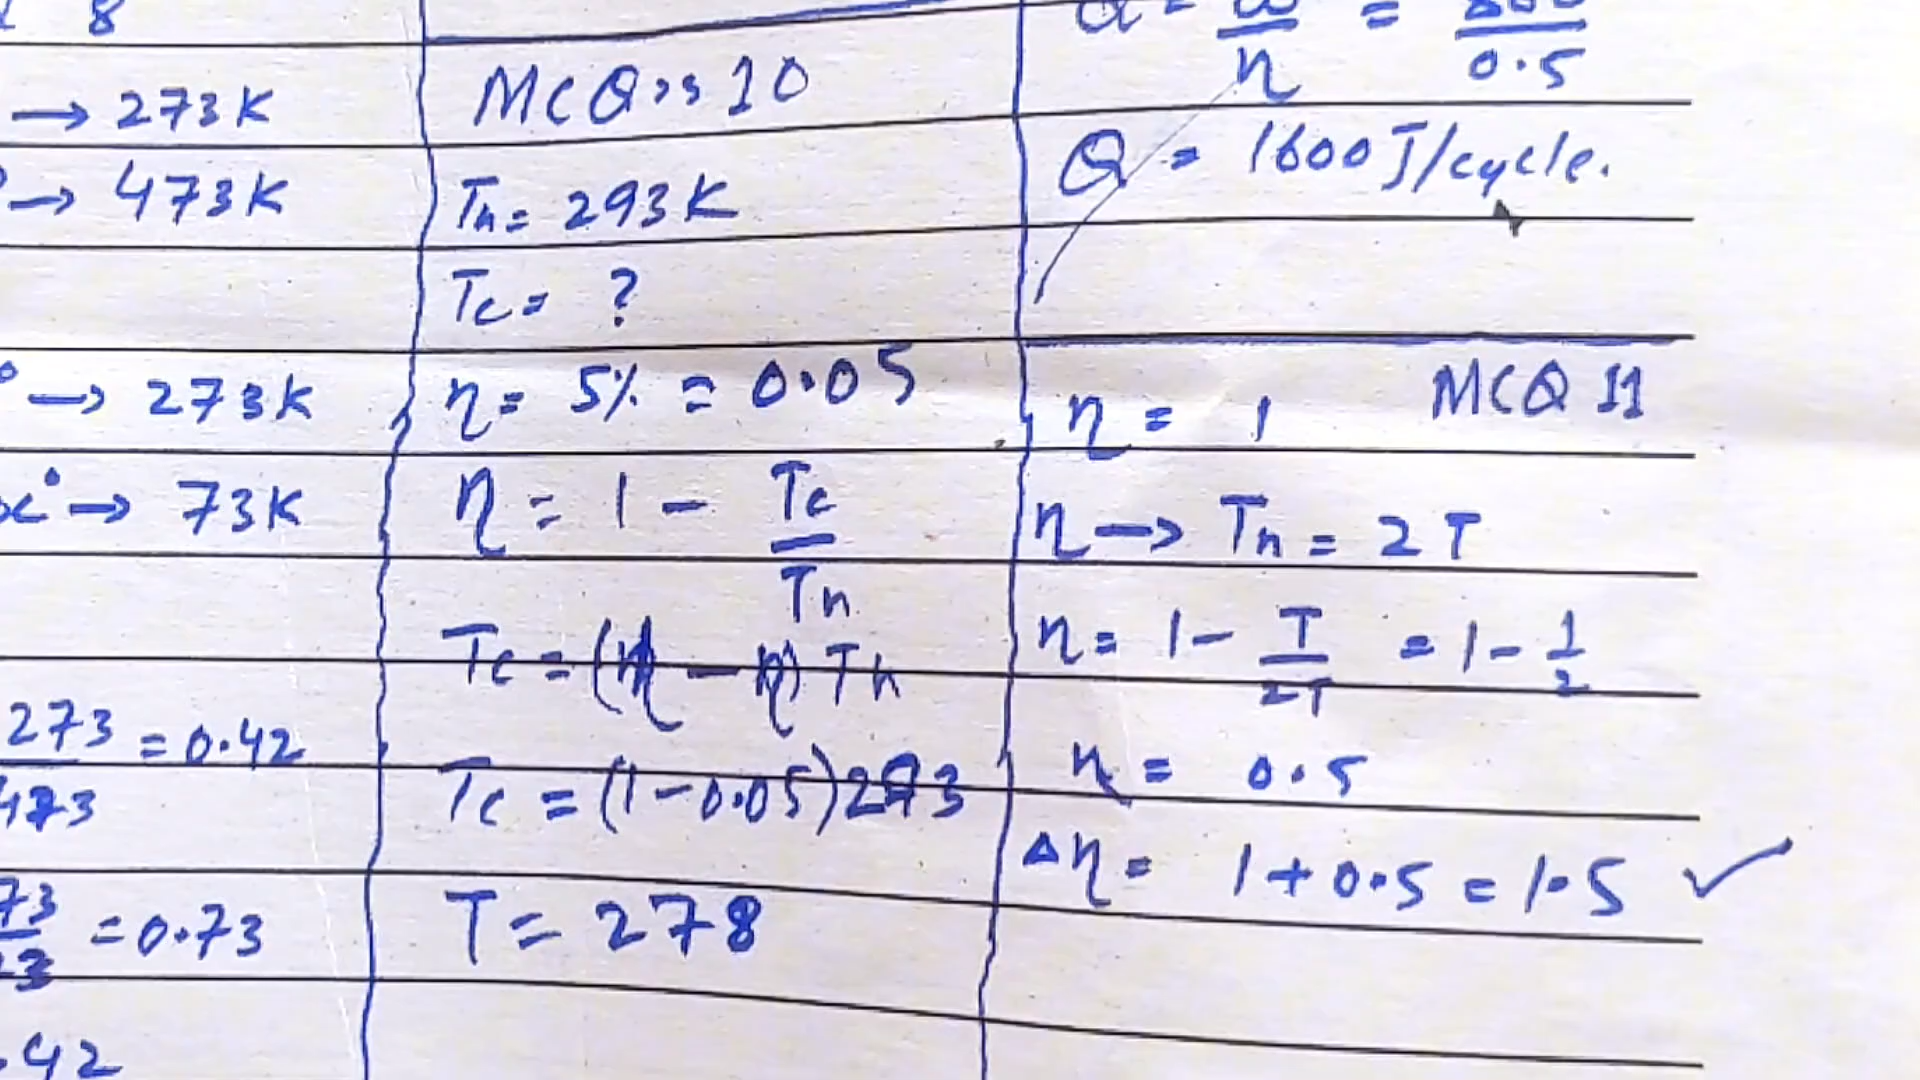 8
→ 273K
→ 473K
→ 273K
c° → 73K
273 = 0.42
473
73 = 0.73
.42
MCQ:s 10
Th = 293K
Tc = ?
η = 5% = 0.05
η = 1 - Tc
Th
Tc = (1 - η) Th
Tc = (1-0.05)293
T = 278
=
η 0.5
Q = 1600 J/cycle.
MCQ 11
η = 1
η → Th = 2T
η = 1 - T = 1 - 1
2T 2
η = 0.5
Δη = 1 + 0.5 = 1.5 ✓